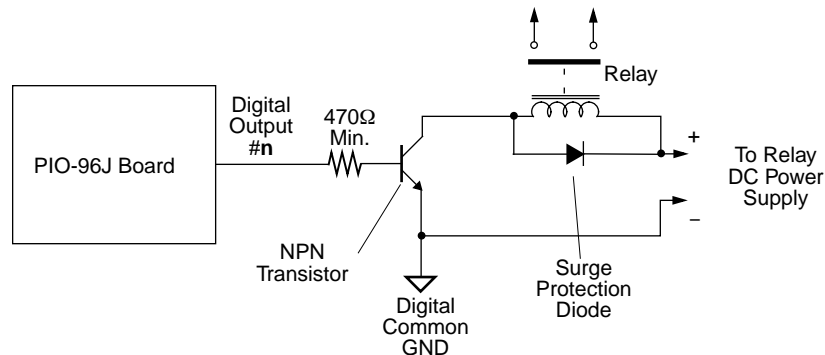 Relay
Digital
Output
#n
470Ω
Min.
PIO-96J Board
+
To Relay
DC Power
Supply
−
NPN
Transistor
Surge
Protection
Diode
Digital
Common
GND